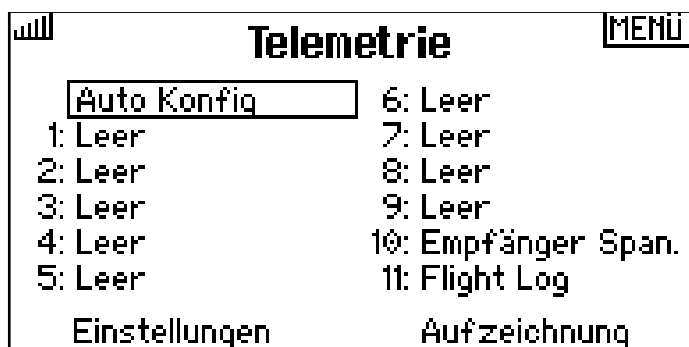 Telemetrie
MENÜ
Auto Konfig
1: Leer
2: Leer
3: Leer
4: Leer
5: Leer
6: Leer
7: Leer
8: Leer
9: Leer
10: Empfänger Span.
11: Flight Log
Einstellungen
Aufzeichnung